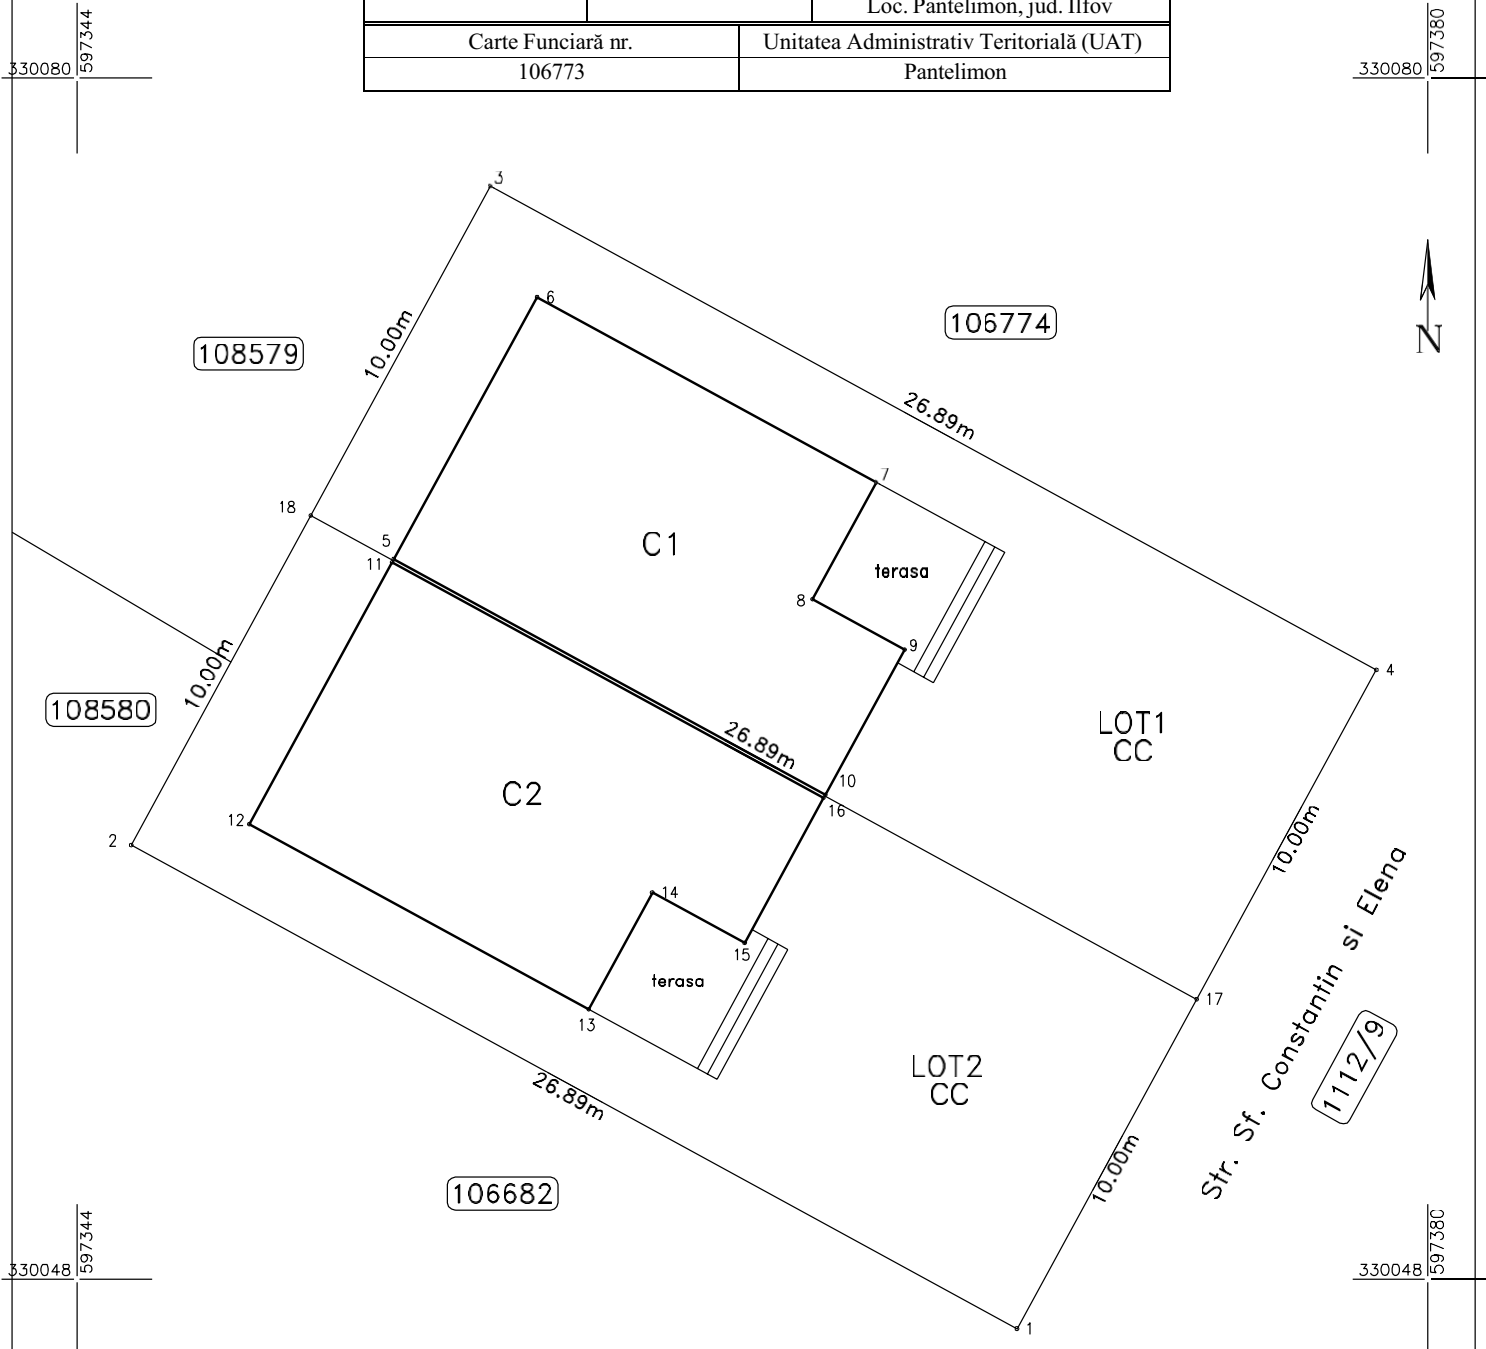 Loc. Pantelimon, jud. Ilfov
Carte Funciară nr.
Unitatea Administrativ Teritorială (UAT)
106773
Pantelimon
597344
330080
597380
330080
3
6
106774
N
108579
10.00m
26.89m
7
18
5
11
C1
terasa
8
9
4
10.00m
108580
LOT1
CC
26.89m
10
16
C2
12
2
10.00m
14
15
terasa
13
17
Str. Sf. Constantin si Elena
1112/9
LOT2
CC
26.89m
10.00m
106682
597344
330048
597380
330048
1